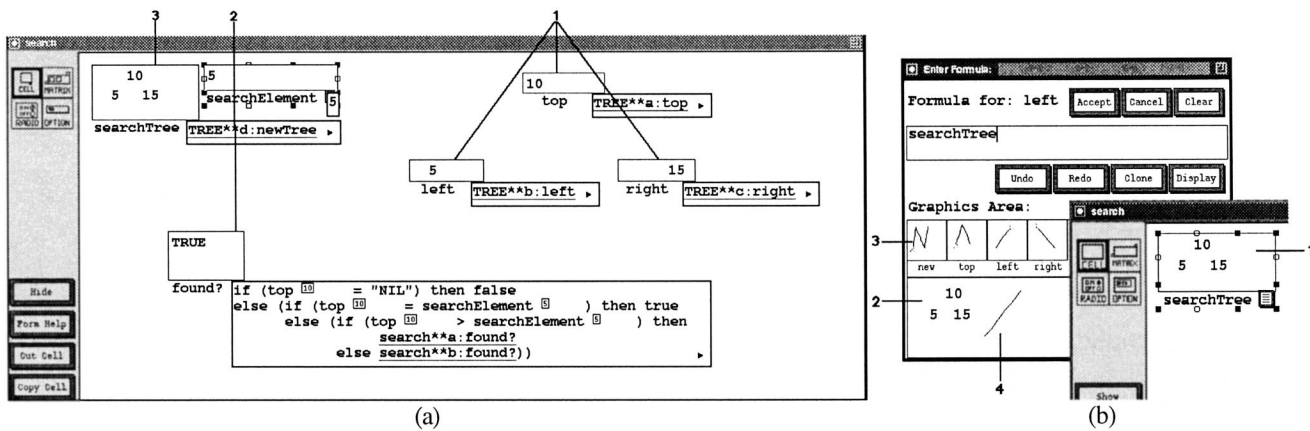 3
2
1
search
10
5 15
searchTree
TREE**d:newTree
5
searchElement
5
CELL
MATRIX
RADIO
OPTION
10
top
TREE**a:top
5
left
TREE**b:left
15
right
TREE**c:right
TRUE
found?
if (top 10 = "NIL") then false
else (if (top 10 = searchElement 5 ) then true
else (if (top 10 > searchElement 5 ) then
search**a:found?
else search**b:found?))
Hide
Form Help
Cut Cell
Copy Cell
(a)
Enter Formula:
Formula for: left
Accept
Cancel
Clear
searchTree
Undo
Redo
Clone
Display
Graphics Area:
3
new
top
left
right
2
10
5 15
4
search
CELL
MATRIX
RADIO
OPTION
10
5 15
searchTree
Show
(b)